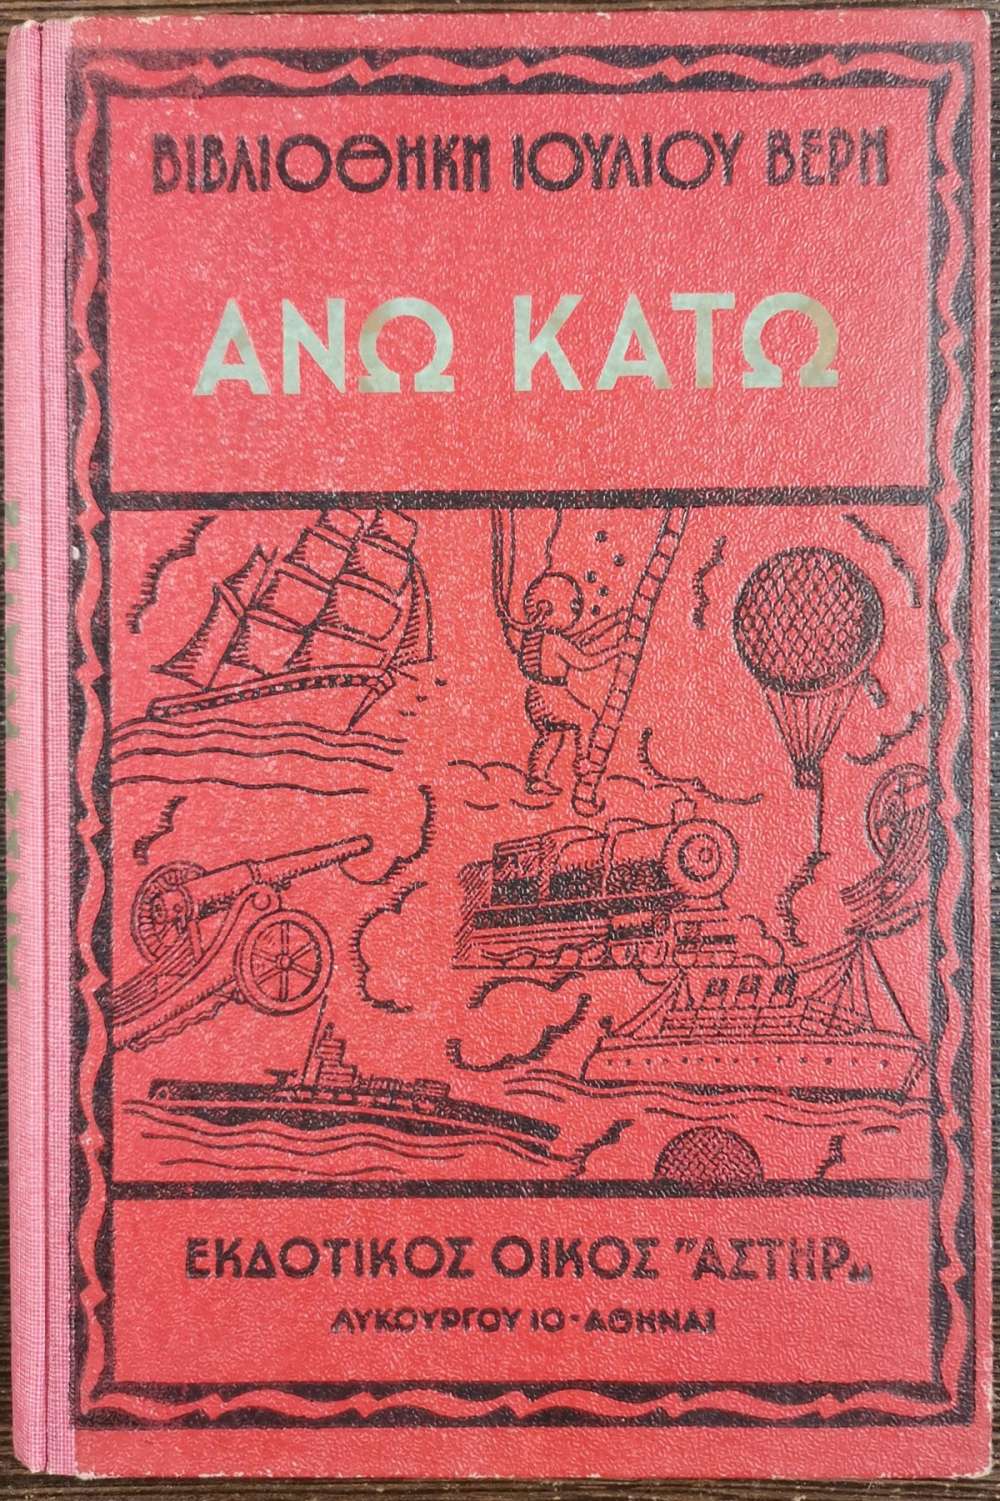 ΒΙΒΛΙΟΘΗΚΗ ΙΟΥΛΙΟΥ ΒΕΡΝ
ΑΝΩ ΚΑΤΩ
ΕΚΔΟΤΙΚΟΣ ΟΙΚΟΣ "ΑΣΤΗΡ„
ΛΥΚΟΥΡΓΟΥ 10·ΑΘΗΝΑΙ